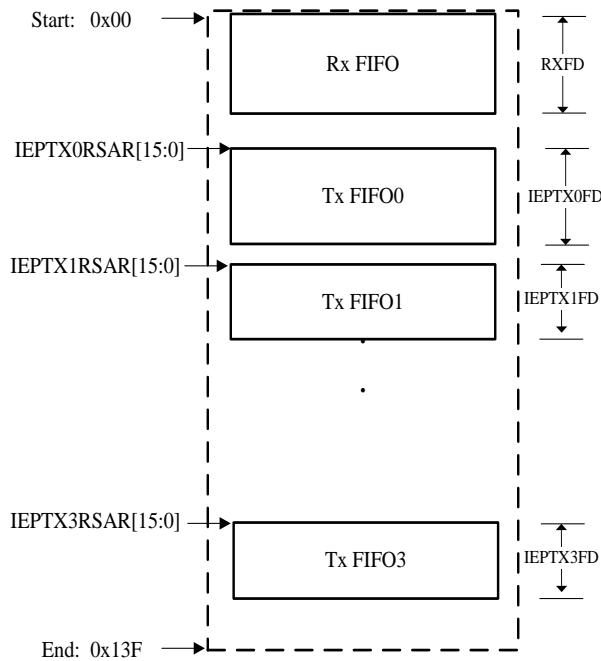 Start: 0x00
Rx FIFO
RXFD
IEPTX0RSAR[15:0]
Tx FIFO0
IEPTX0FD
IEPTX1RSAR[15:0]
Tx FIFO1
IEPTX1FD
IEPTX3RSAR[15:0]
Tx FIFO3
IEPTX3FD
End: 0x13F